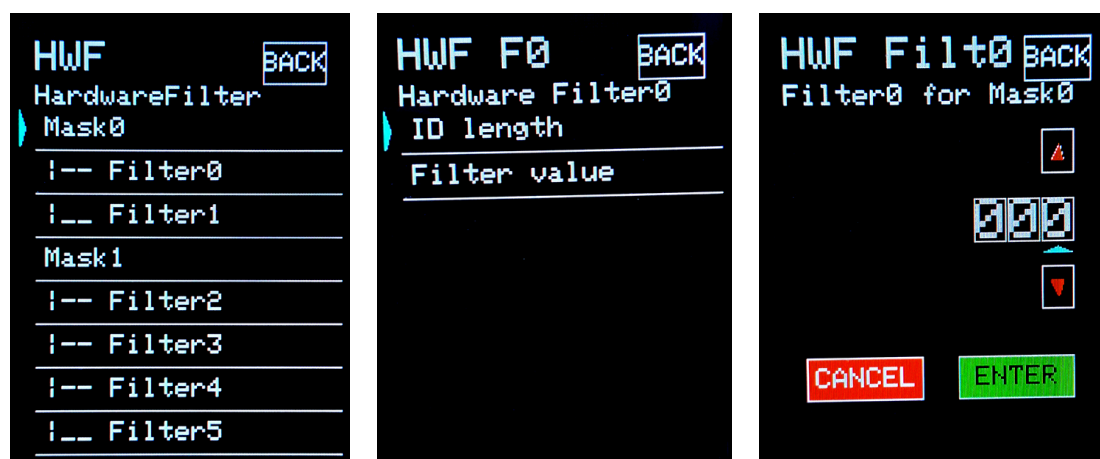 HWF BACK
HardwareFilter
Mask0
¦-- Filter0
¦__ Filter1
Mask1
¦-- Filter2
¦-- Filter3
¦-- Filter4
¦__ Filter5
HWF F0 BACK
Hardware Filter0
ID length
Filter value
HWF Filt0 BACK
Filter0 for Mask0
000
CANCEL ENTER